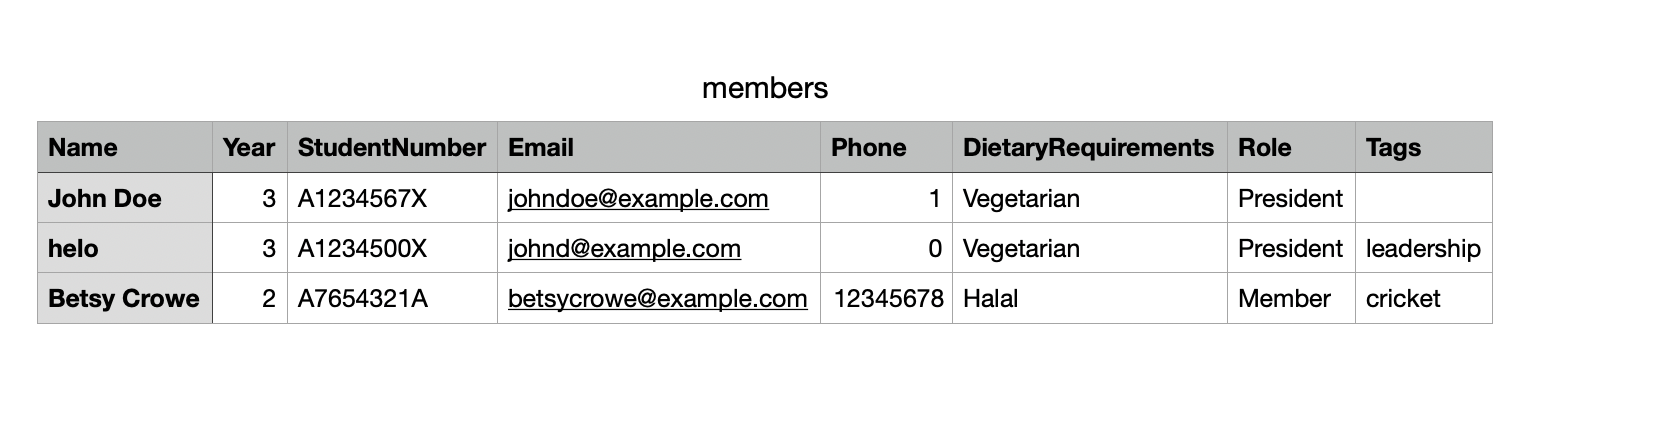 members
Name Year StudentNumber Email Phone DietaryRequirements Role Tags
John Doe 3 A1234567X johndoe@example.com 1 Vegetarian President
helo 3 A1234500X johnd@example.com 0 Vegetarian President leadership
Betsy Crowe 2 A7654321A betsycrowe@example.com 12345678 Halal Member cricket